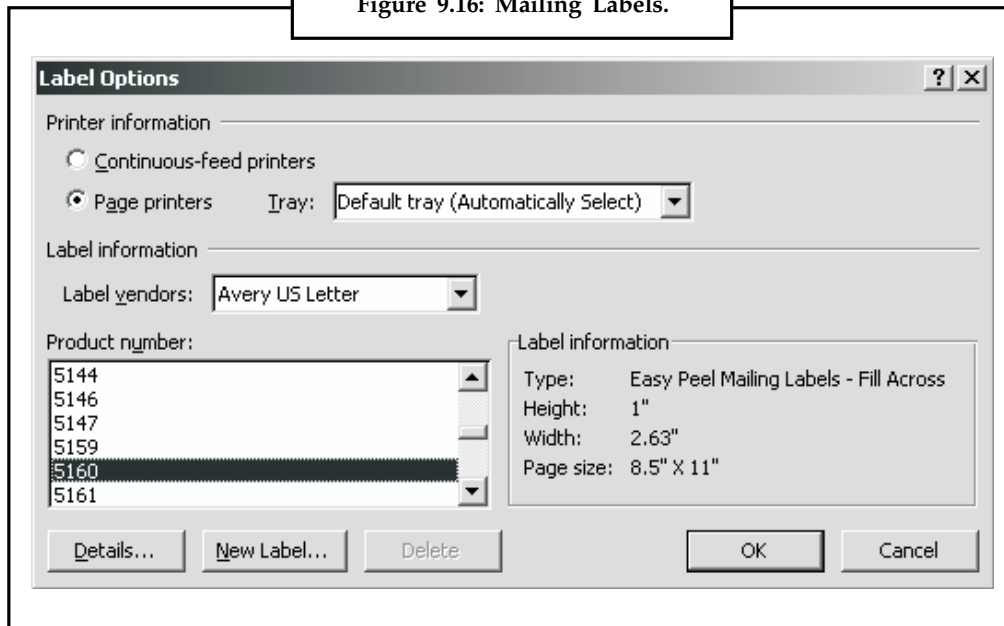 Figure 9.16: Mailing Labels.
Label Options
Printer information
Continuous-feed printers
Page printers Tray: Default tray (Automatically Select)
Label information
Label vendors: Avery US Letter
Product number:
5144
5146
5147
5159
5160
5161
Label information
Type: Easy Peel Mailing Labels - Fill Across
Height: 1"
Width: 2.63"
Page size: 8.5" X 11"
Details... New Label... Delete OK Cancel